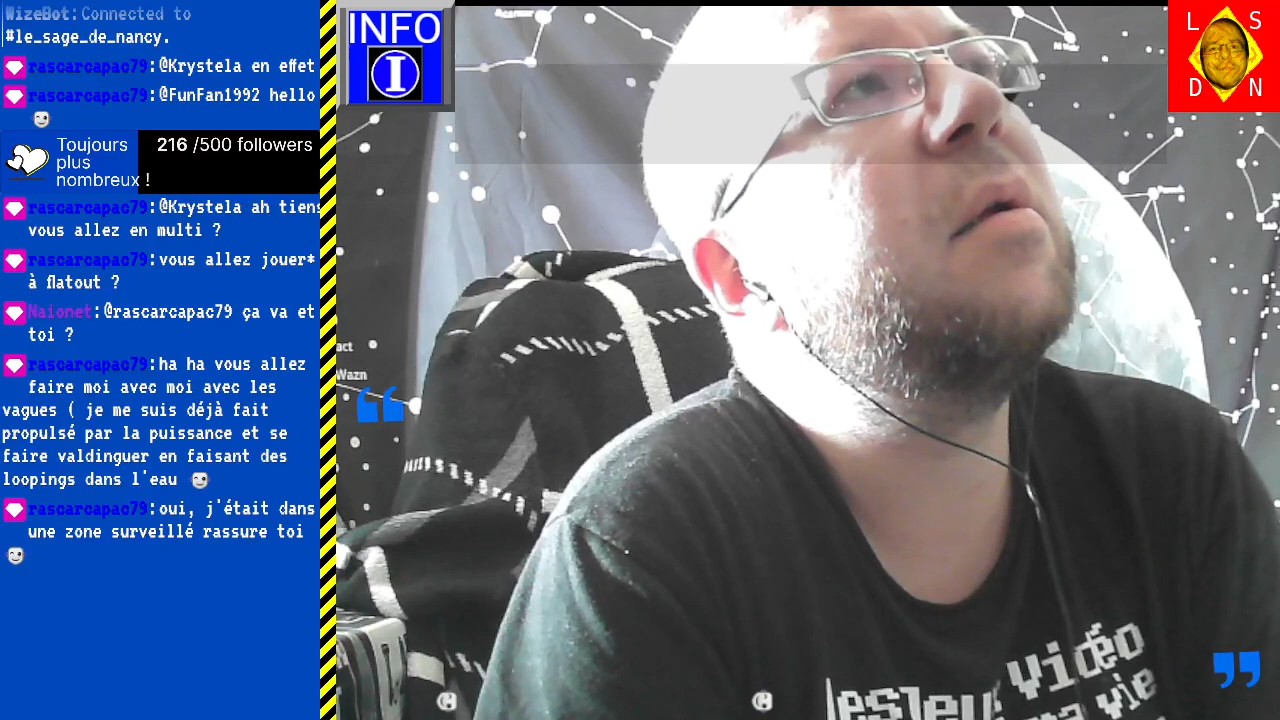 WizeBot:Connected to
#le_sage_de_nancy.
rascarcapac79:@Krystela en effet
rascarcapac79:@FunFan1992 hello
Toujours
plus
nombreux !
216 /500 followers
rascarcapac79:@Krystela ah tiens
vous allez en multi ?
rascarcapac79:vous allez jouer*
à flatout ?
Naionet:@rascarcapac79 ça va et
toi ?
rascarcapac79:ha ha vous allez
faire moi avec moi avec les
vagues ( je me suis déjà fait
propulsé par la puissance et se
faire valdinguer en faisant des
loopings dans l'eau
rascarcapac79:oui, j'était dans
une zone surveillé rassure toi
INFO
I
L S
D N
Wazn
“
”
vidéo
vie